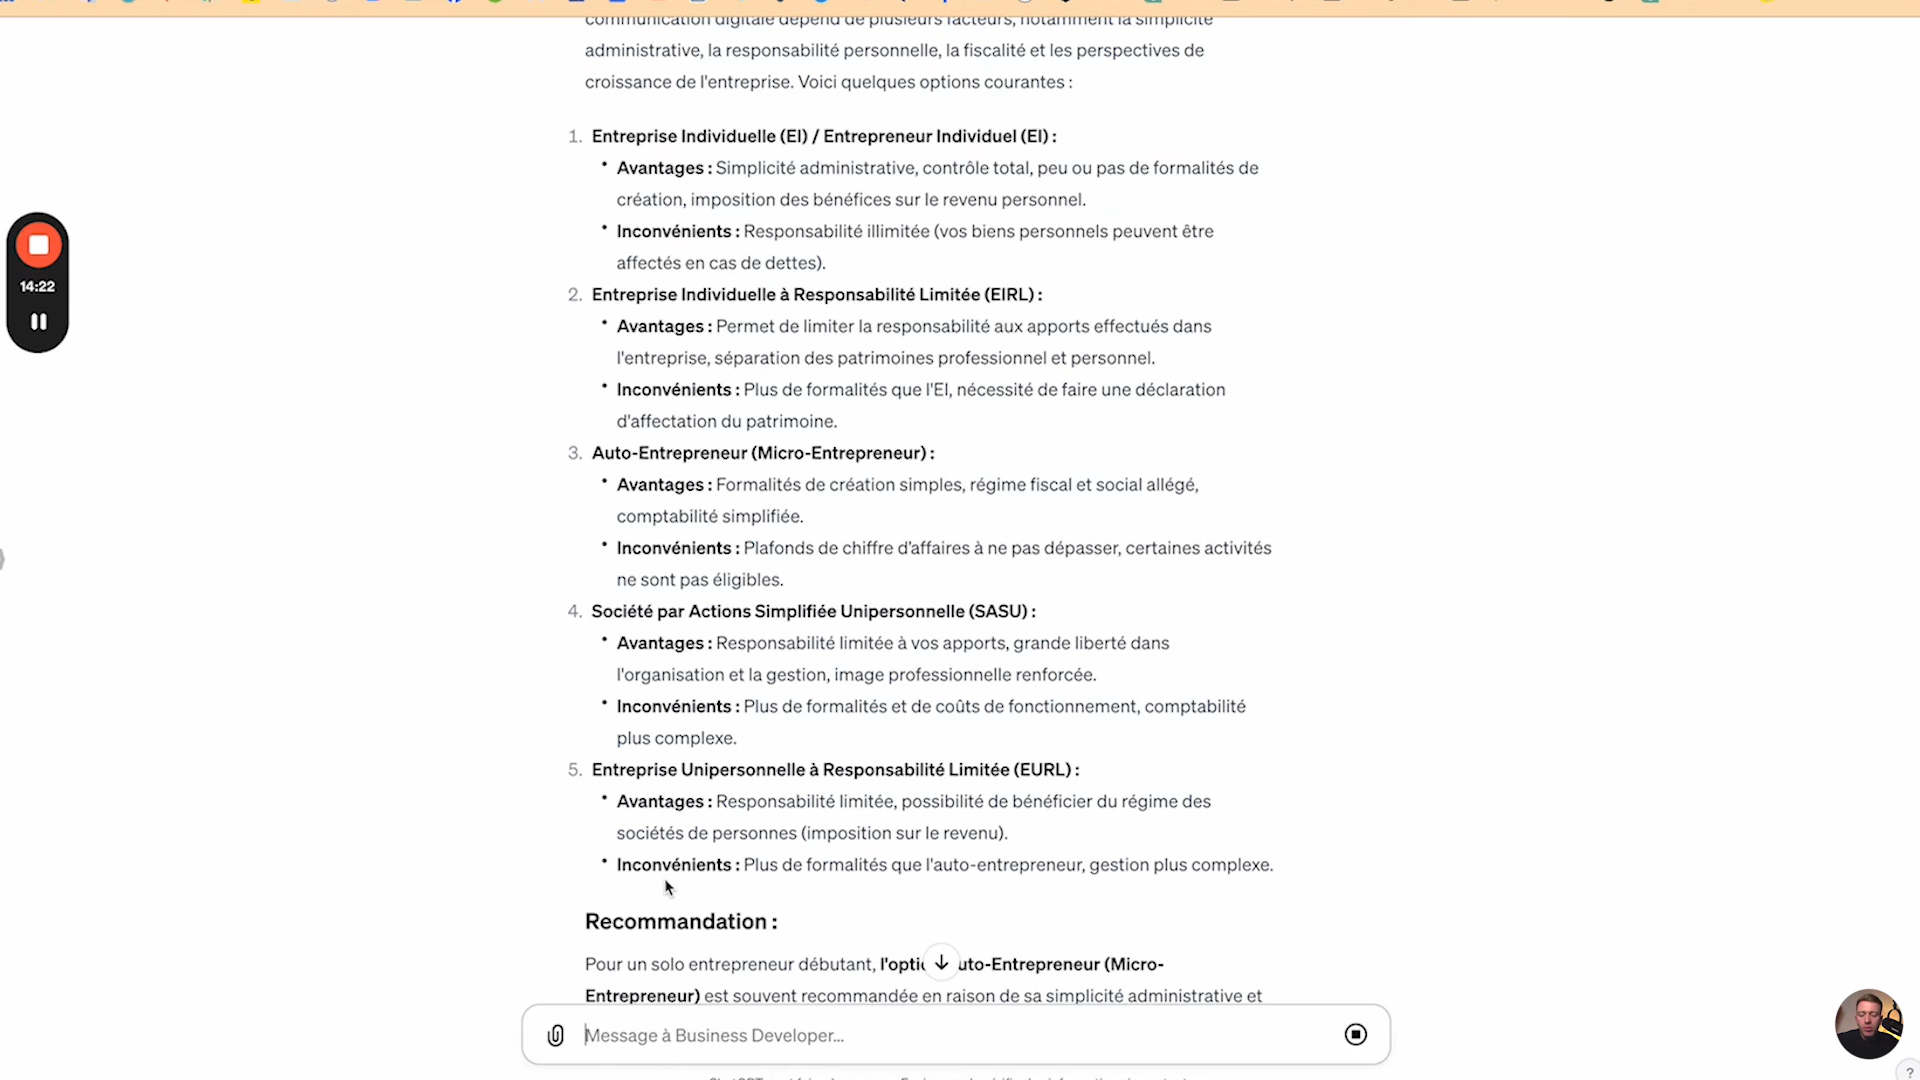 communication digitale dépend de plusieurs facteurs, notamment la simplicité
administrative, la responsabilité personnelle, la fiscalité et les perspectives de
croissance de l'entreprise. Voici quelques options courantes :
1. Entreprise Individuelle (EI) / Entrepreneur Individuel (EI) :
• Avantages : Simplicité administrative, contrôle total, peu ou pas de formalités de
création, imposition des bénéfices sur le revenu personnel.
• Inconvénients : Responsabilité illimitée (vos biens personnels peuvent être
affectés en cas de dettes).
14:22
2. Entreprise Individuelle à Responsabilité Limitée (EIRL) :
• Avantages : Permet de limiter la responsabilité aux apports effectués dans
l'entreprise, séparation des patrimoines professionnel et personnel.
• Inconvénients : Plus de formalités que l'EI, nécessité de faire une déclaration
d'affectation du patrimoine.
3. Auto-Entrepreneur (Micro-Entrepreneur) :
• Avantages : Formalités de création simples, régime fiscal et social allégé,
comptabilité simplifiée.
• Inconvénients : Plafonds de chiffre d'affaires à ne pas dépasser, certaines activités
ne sont pas éligibles.
4. Société par Actions Simplifiée Unipersonnelle (SASU) :
• Avantages : Responsabilité limitée à vos apports, grande liberté dans
l'organisation et la gestion, image professionnelle renforcée.
• Inconvénients : Plus de formalités et de coûts de fonctionnement, comptabilité
plus complexe.
5. Entreprise Unipersonnelle à Responsabilité Limitée (EURL) :
• Avantages : Responsabilité limitée, possibilité de bénéficier du régime des
sociétés de personnes (imposition sur le revenu).
• Inconvénients : Plus de formalités que l'auto-entrepreneur, gestion plus complexe.
Recommandation :
Pour un solo entrepreneur débutant, l'opti uto-Entrepreneur (Micro-
Entrepreneur) est souvent recommandée en raison de sa simplicité administrative et
Message à Business Developer...
?